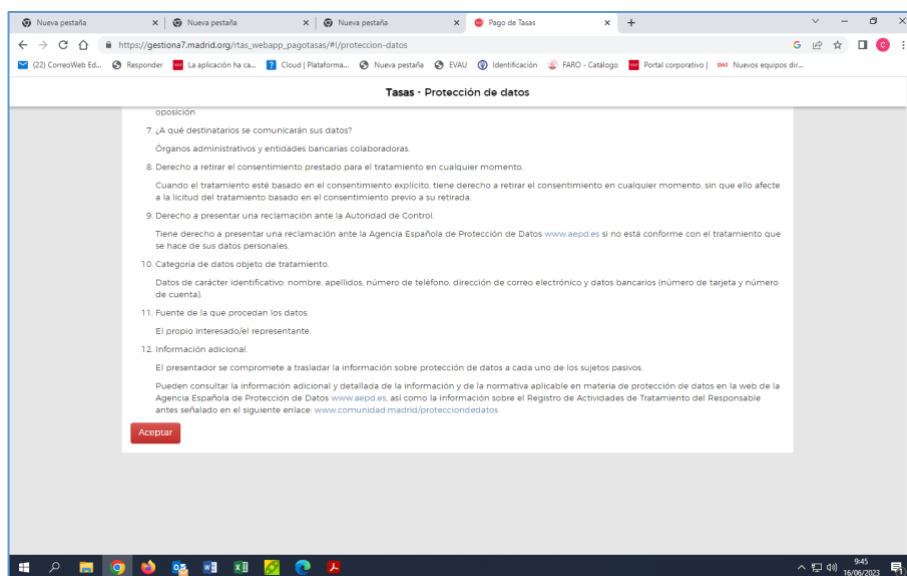 Nueva pestaña
Nueva pestaña
Nueva pestaña
Pago de Tasas
https://gestiona7.madrid.org/rtas_webapp_pagotasas/#!/proteccion-datos
(22) CorreoWeb Ed...
Responder
La aplicación ha ca...
Cloud | Plataforma...
Nueva pestaña
EVAU
Identificación
FARO - Catálogo
Portal corporativo |
Nuevos equipos dir...
Tasas - Protección de datos
oposición
7. ¿A qué destinatarios se comunicarán sus datos?
Órganos administrativos y entidades bancarias colaboradoras.
8. Derecho a retirar el consentimiento prestado para el tratamiento en cualquier momento.
Cuando el tratamiento esté basado en el consentimiento explícito, tiene derecho a retirar el consentimiento en cualquier momento, sin que ello afecte
a la licitud del tratamiento basado en el consentimiento previo a su retirada.
9. Derecho a presentar una reclamación ante la Autoridad de Control.
Tiene derecho a presentar una reclamación ante la Agencia Española de Protección de Datos www.aepd.es si no está conforme con el tratamiento que
se hace de sus datos personales.
10. Categoría de datos objeto de tratamiento.
Datos de carácter identificativo: nombre, apellidos, número de teléfono, dirección de correo electrónico y datos bancarios (número de tarjeta y número
de cuenta).
11. Fuente de la que procedan los datos.
El propio interesado/el representante.
12. Información adicional.
El presentador se compromete a trasladar la información sobre protección de datos a cada uno de los sujetos pasivos.
Pueden consultar la información adicional y detallada de la información y de la normativa aplicable en materia de protección de datos en la web de la
Agencia Española de Protección de Datos www.aepd.es, así como la información sobre el Registro de Actividades de Tratamiento del Responsable
antes señalado en el siguiente enlace: www.comunidad.madrid/protecciondedatos
Aceptar
9:45
16/06/2023